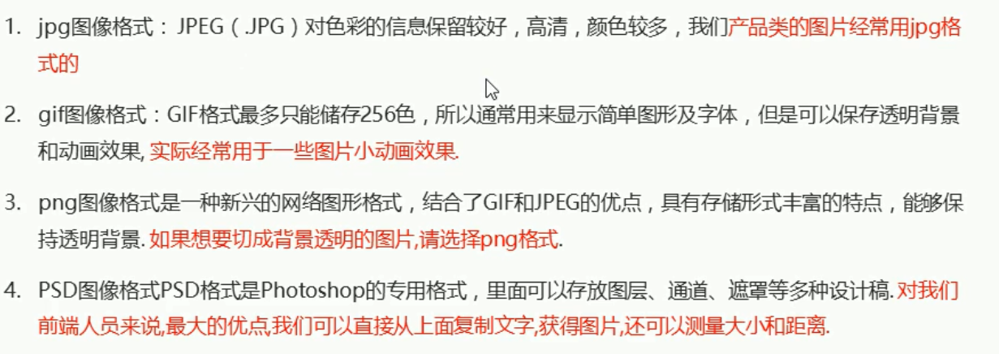 1. jpg图像格式：JPEG（.JPG）对色彩的信息保留较好，高清，颜色较多，我们产品类的图片经常用jpg格
式的
2. gif图像格式：GIF格式最多只能储存256色，所以通常用来显示简单图形及字体，但是可以保存透明背景
和动画效果, 实际经常用于一些图片小动画效果.
3. png图像格式是一种新兴的网络图形格式，结合了GIF和JPEG的优点，具有存储形式丰富的特点，能够保
持透明背景. 如果想要切成背景透明的图片,请选择png格式.
4. PSD图像格式PSD格式是Photoshop的专用格式，里面可以存放图层、通道、遮罩等多种设计稿. 对我们
前端人员来说,最大的优点,我们可以直接从上面复制文字,获得图片,还可以测量大小和距离.